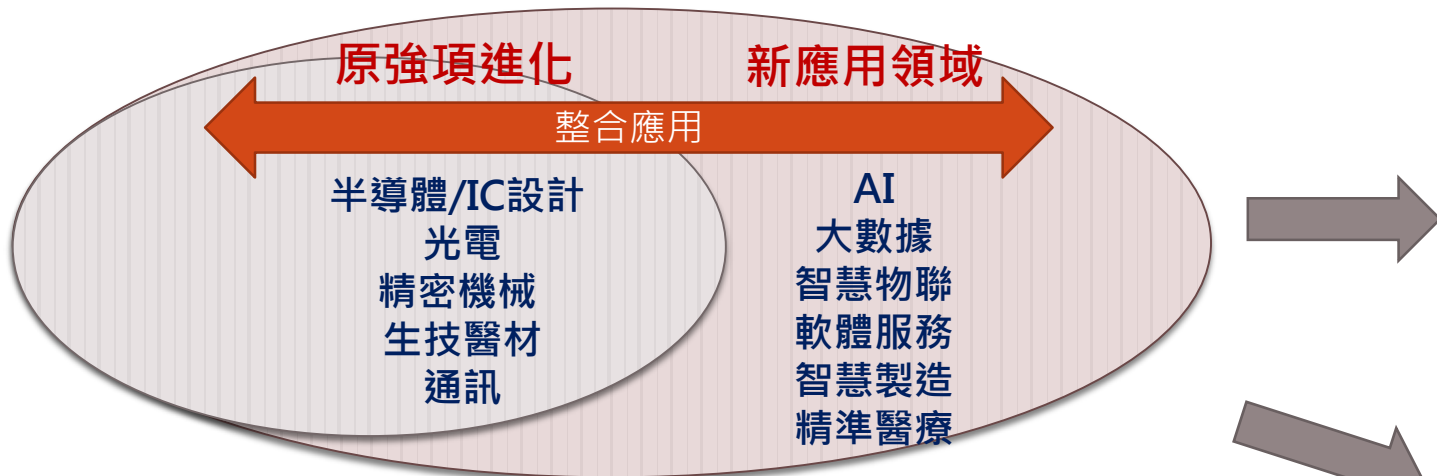 原強項進化
新應用領域
整合應用
半導體/IC設計
光電
精密機械
生技醫材
通訊
AI
大數據
智慧物聯
軟體服務
智慧製造
精準醫療